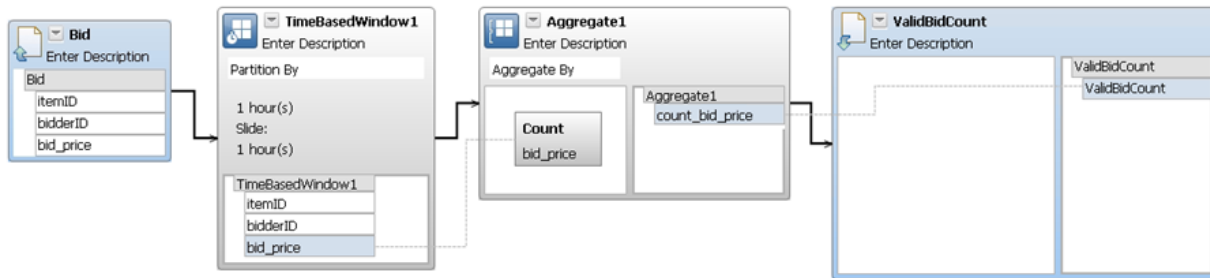 Bid
Enter Description
Bid
itemID
bidderID
bid_price
TimeBasedWindow1
Enter Description
Partition By
1 hour(s)
Slide:
1 hour(s)
TimeBasedWindow1
itemID
bidderID
bid_price
Aggregate1
Enter Description
Aggregate By
Count
bid_price
Aggregate1
count_bid_price
ValidBidCount
Enter Description
ValidBidCount
ValidBidCount